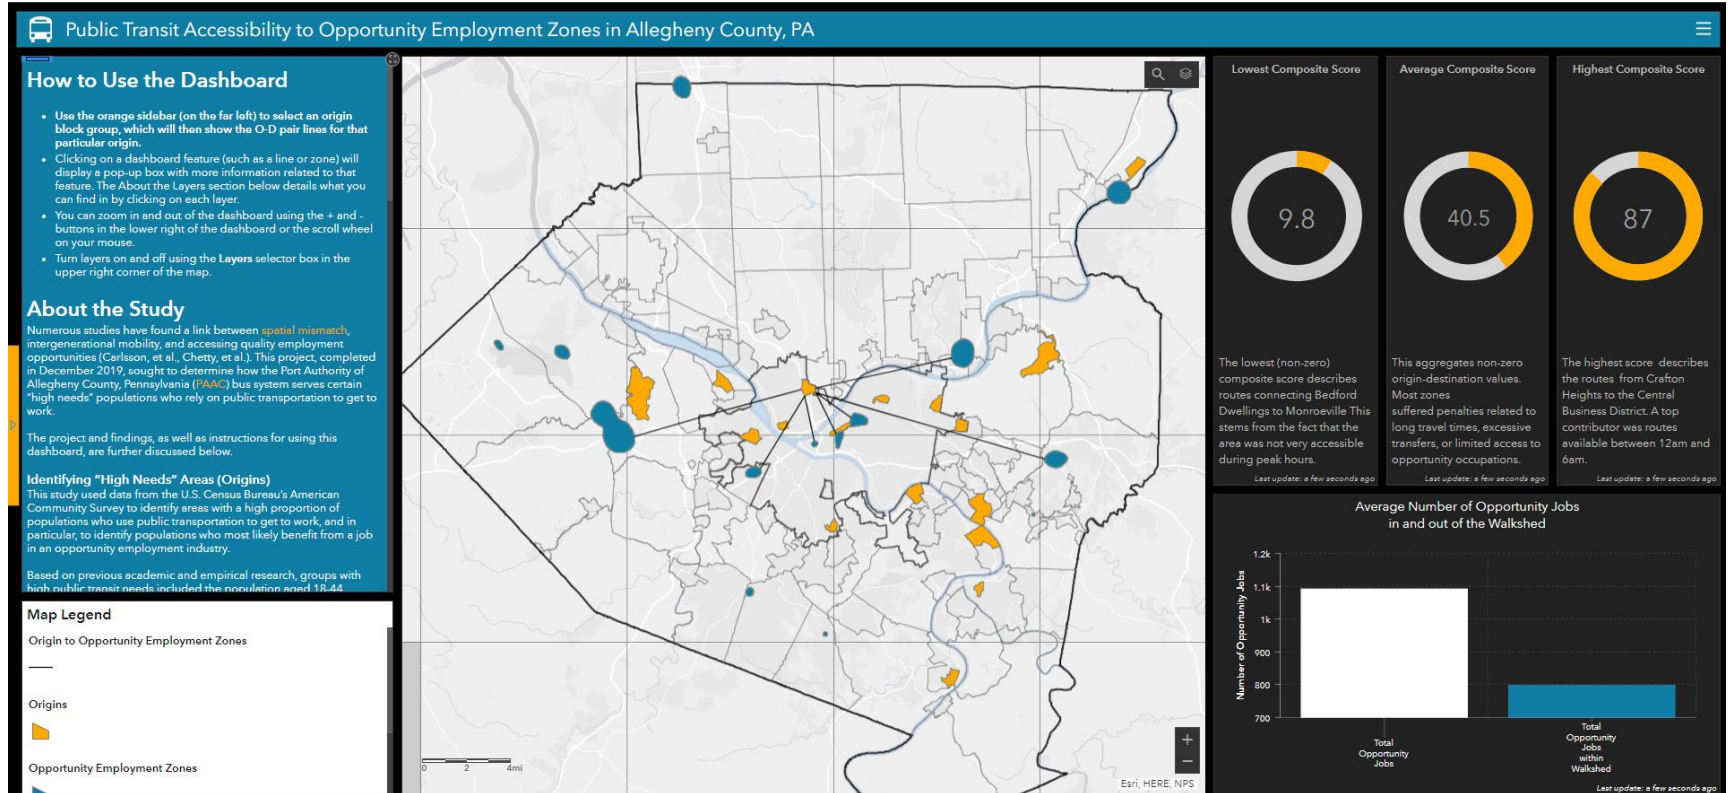 Public Transit Accessibility to Opportunity Employment Zones in Allegheny County, PA
How to Use the Dashboard
• Use the orange sidebar (on the far left) to select an origin
block group, which will then show the O-D pair lines for that
particular origin.
• Clicking on a dashboard feature (such as a line or zone) will
display a pop-up box with more information related to that
feature. The About the Layers section below details what you
can find in by clicking on each layer.
• You can zoom in and out of the dashboard using the + and -
buttons in the lower right of the dashboard or the scroll wheel
on your mouse.
• Turn layers on and off using the Layers selector box in the
upper right corner of the map.
About the Study
Numerous studies have found a link between spatial mismatch,
intergenerational mobility, and accessing quality employment
opportunities (Carlsson, et al., Chetty, et al.). This project, completed
in December 2019, sought to determine how the Port Authority of
Allegheny County, Pennsylvania (PAAC) bus system serves certain
"high needs" populations who rely on public transportation to get to
work.
The project and findings, as well as instructions for using this
dashboard, are further discussed below.
Identifying "High Needs" Areas (Origins)
This study used data from the U.S. Census Bureau's American
Community Survey to identify areas with a high proportion of
populations who use public transportation to get to work, and in
particular, to identify populations who most likely benefit from a job
in an opportunity employment industry.
Based on previous academic and empirical research, groups with
high public transit needs included the population aged 18-44
Map Legend
Origin to Opportunity Employment Zones
Origins
Opportunity Employment Zones
0 2 4mi
+
−
Esri, HERE, NPS
Lowest Composite Score
9.8
The lowest (non-zero)
composite score describes
routes connecting Bedford
Dwellings to Monroeville This
stems from the fact that the
area was not very accessible
during peak hours.
Last update: a few seconds ago
Average Composite Score
40.5
This aggregates non-zero
origin-destination values.
Most zones
suffered penalties related to
long travel times, excessive
transfers, or limited access to
opportunity occupations.
Last update: a few seconds ago
Highest Composite Score
87
The highest score describes
the routes from Crafton
Heights to the Central
Business District. A top
contributor was routes
available between 12am and
6am.
Last update: a few seconds ago
Average Number of Opportunity Jobs
in and out of the Walkshed
Number of Opportunity Jobs
1.2k
1.1k
1k
900
800
700
Total
Opportunity
Jobs
Total
Opportunity
Jobs
within
Walkshed
Last update: a few seconds ago